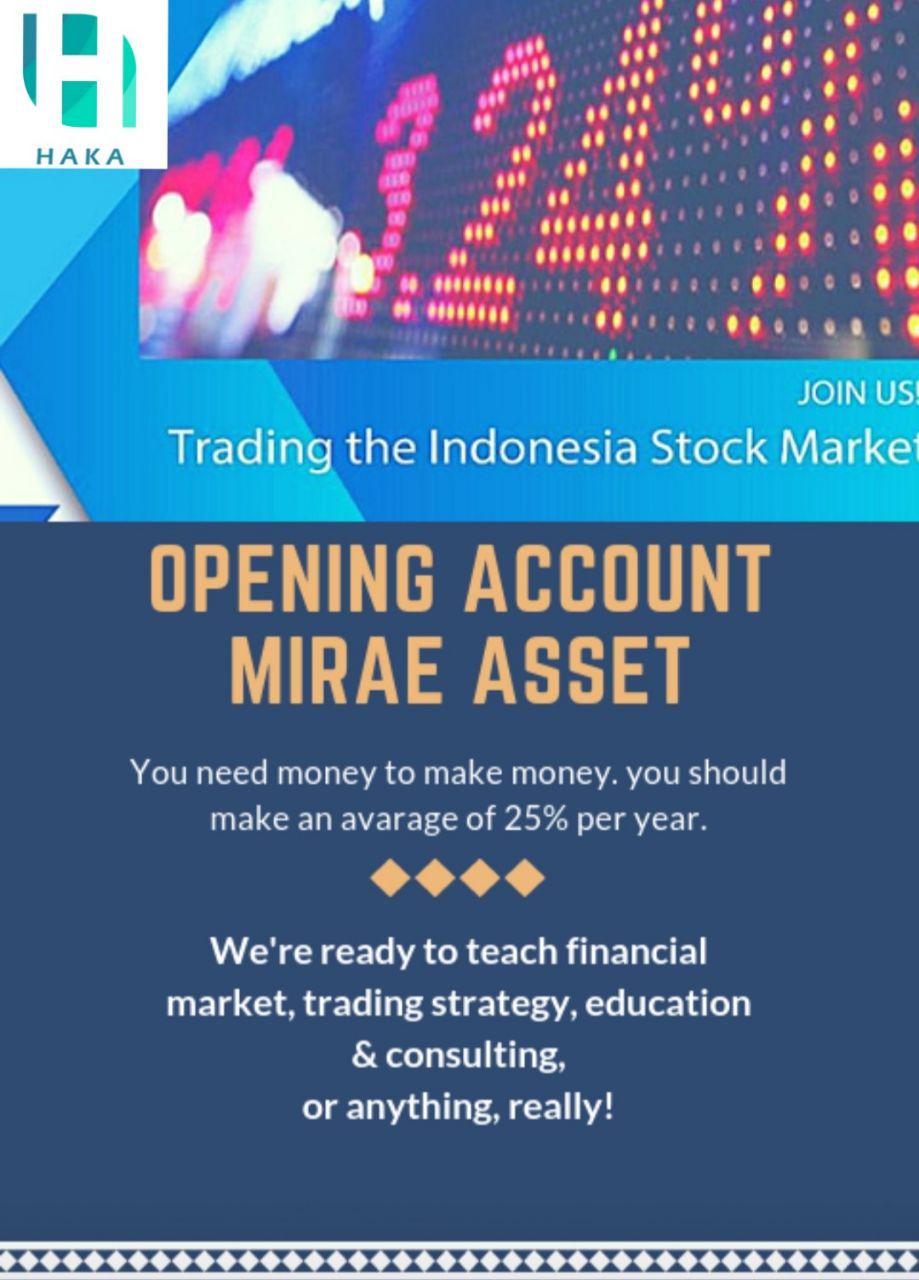 HAKA
JOIN US!
Trading the Indonesia Stock Market
OPENING ACCOUNT
MIRAE ASSET
You need money to make money. you should
make an avarage of 25% per year.
We're ready to teach financial
market, trading strategy, education
& consulting,
or anything, really!